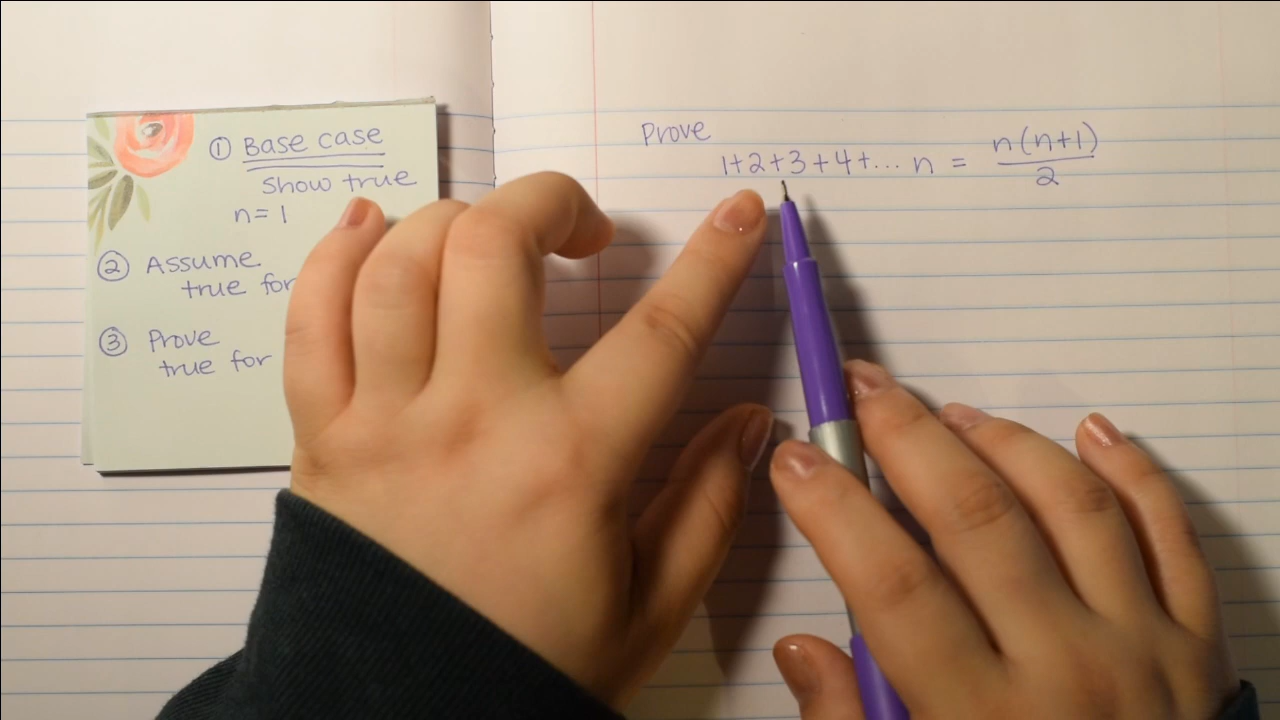 ① Base case
show true
n=1
② Assume
true for
③ Prove
true for
Prove
1+2+3+4+... n = n(n+1)/2